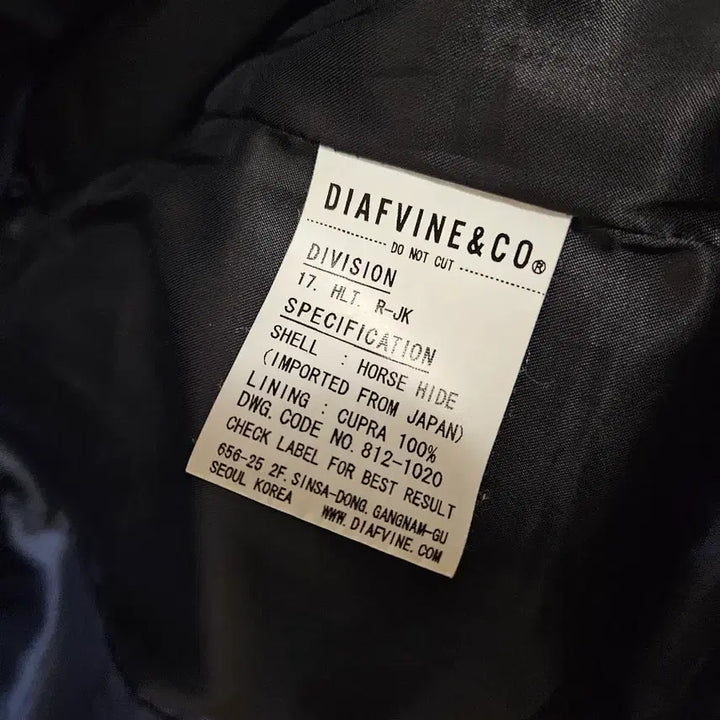 DIAFVINE&CO®
DO NOT CUT
DIVISION
17. HLT. R-JK
SPECIFICATION
SHELL : HORSE HIDE
(IMPORTED FROM JAPAN)
LINING : CUPRA 100%
DWG. CODE NO. 812-1020
CHECK LABEL FOR BEST RESULT
656-25 2F. SINSA-DONG. GANGNAM-GU
SEOUL KOREA WWW.DIAFVINE.COM